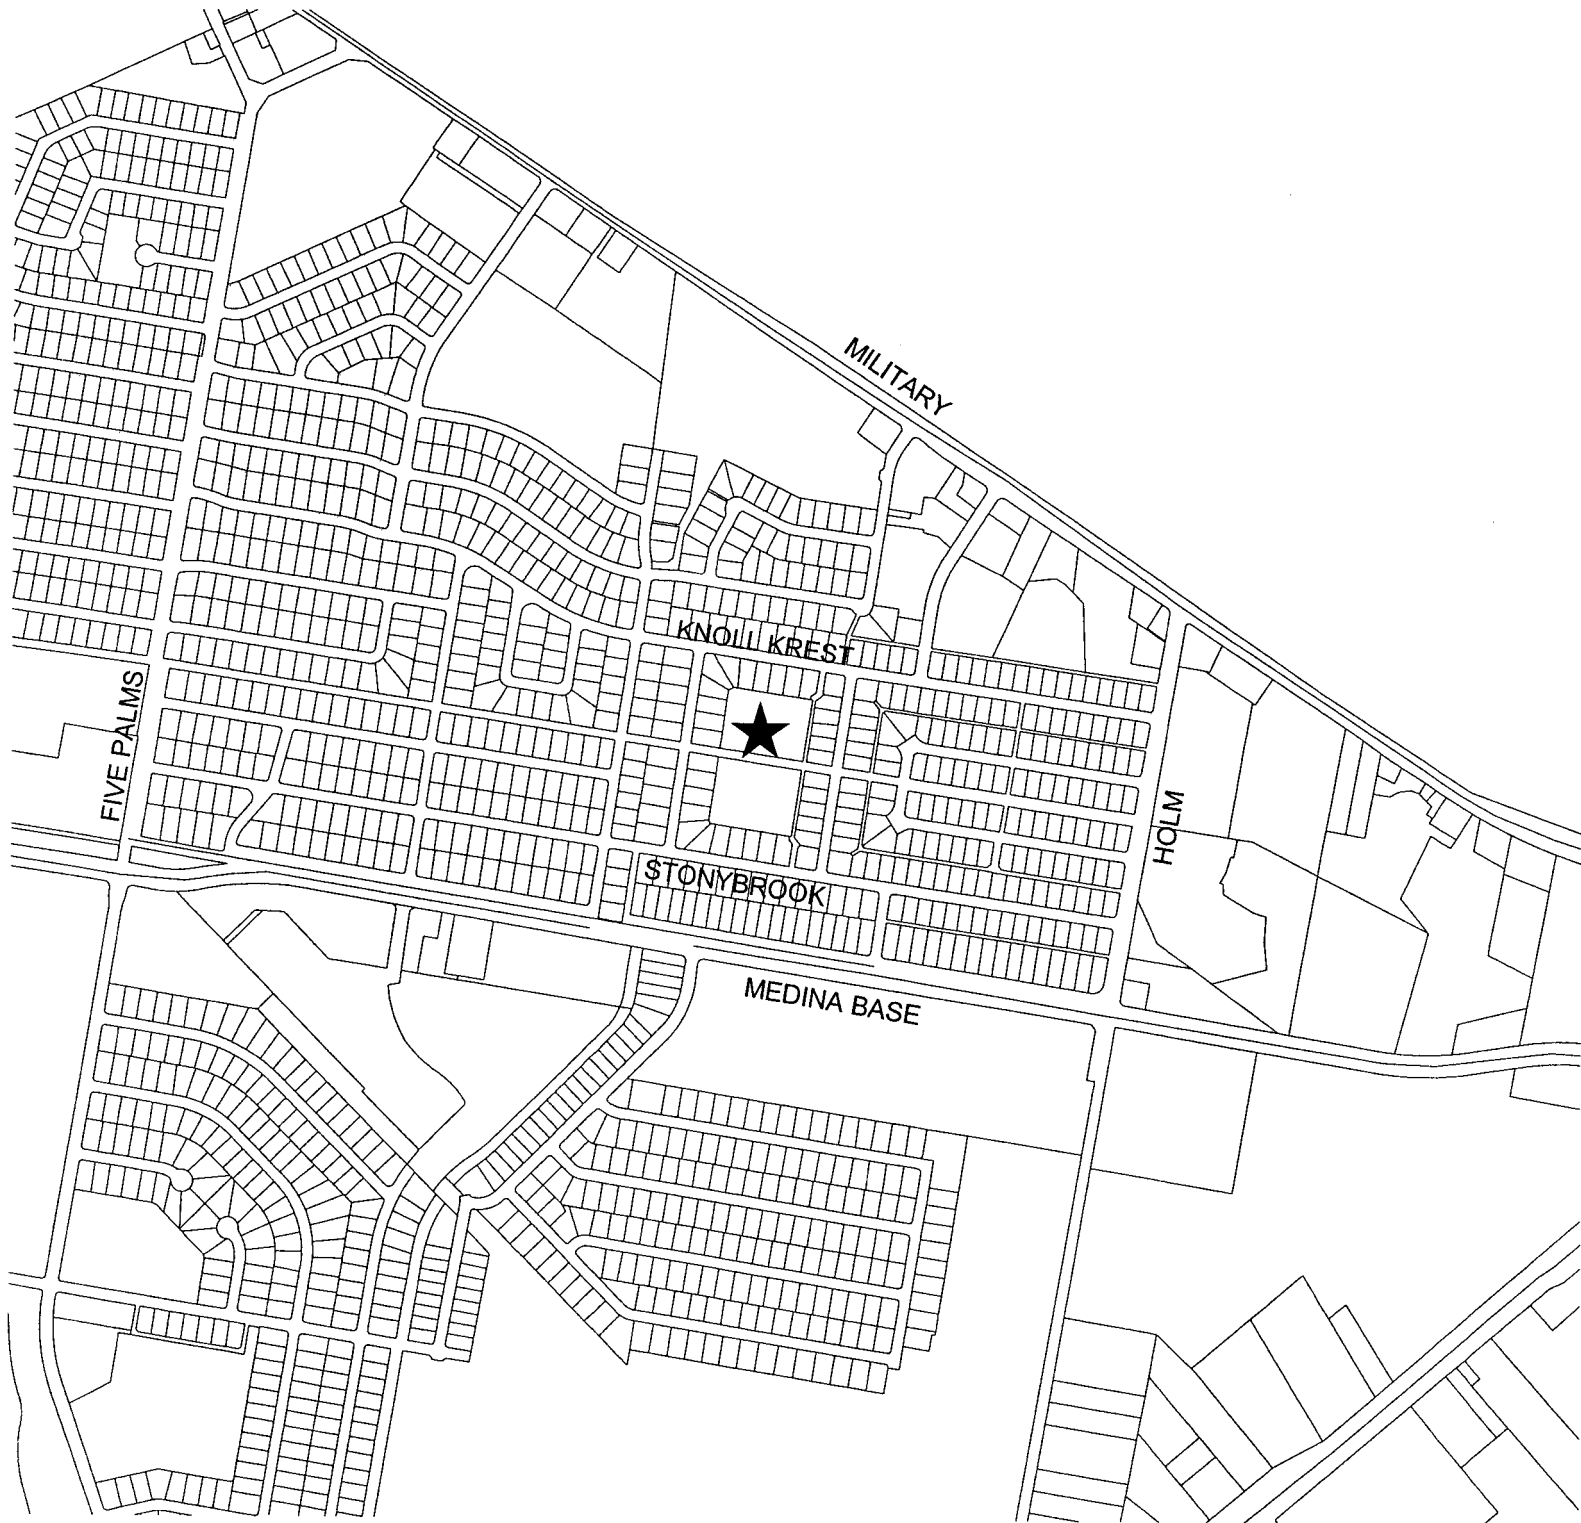 MILITARY
KNOLL KREST
FIVE PALMS
HOLM
STONYBROOK
MEDINA BASE